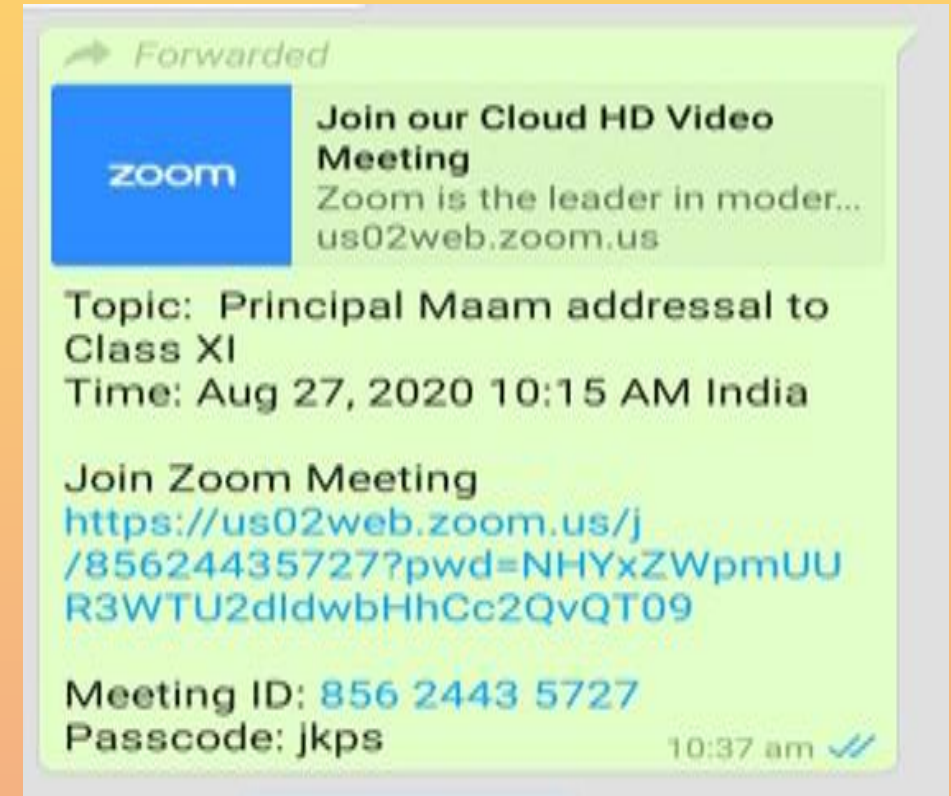 Forwarded
zoom
Join our Cloud HD Video
Meeting
Zoom is the leader in moder...
us02web.zoom.us
Topic: Principal Maam addressal to
Class XI
Time: Aug 27, 2020 10:15 AM India
Join Zoom Meeting
https://us02web.zoom.us/j
/85624435727?pwd=NHYxZWpmUU
R3WTU2dldwbHhCc2QvQT09
Meeting ID: 856 2443 5727
Passcode: jkps
10:37 am